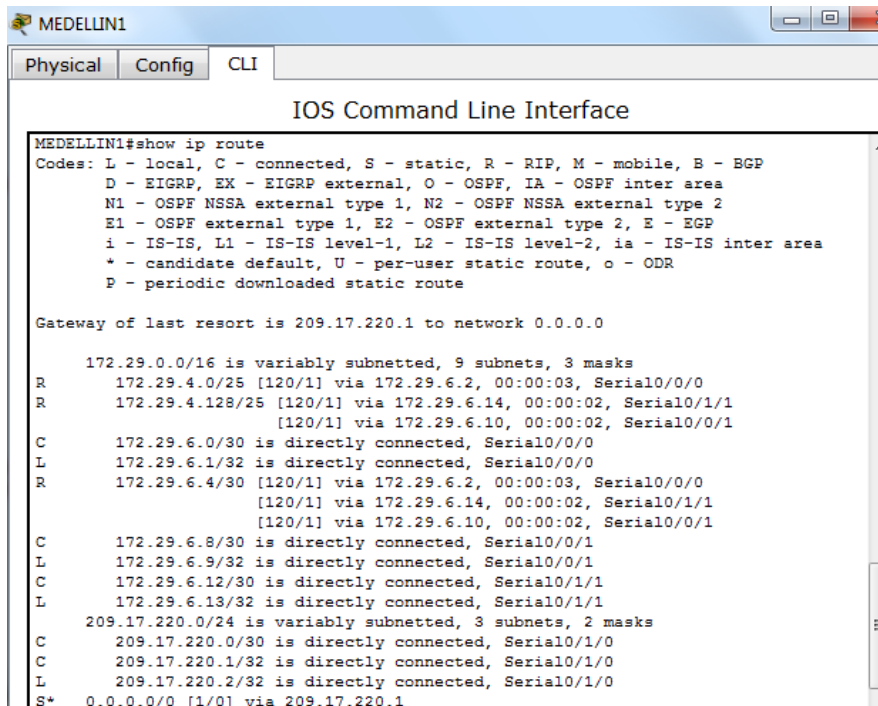 MEDELLIN1
Physical Config CLI
IOS Command Line Interface
MEDELLIN1#show ip route
Codes: L - local, C - connected, S - static, R - RIP, M - mobile, B - BGP
D - EIGRP, EX - EIGRP external, O - OSPF, IA - OSPF inter area
N1 - OSPF NSSA external type 1, N2 - OSPF NSSA external type 2
E1 - OSPF external type 1, E2 - OSPF external type 2, E - EGP
i - IS-IS, L1 - IS-IS level-1, L2 - IS-IS level-2, ia - IS-IS inter area
* - candidate default, U - per-user static route, o - ODR
P - periodic downloaded static route
Gateway of last resort is 209.17.220.1 to network 0.0.0.0
172.29.0.0/16 is variably subnetted, 9 subnets, 3 masks
R 172.29.4.0/25 [120/1] via 172.29.6.2, 00:00:03, Serial0/0/0
R 172.29.4.128/25 [120/1] via 172.29.6.14, 00:00:02, Serial0/1/1
[120/1] via 172.29.6.10, 00:00:02, Serial0/0/1
C 172.29.6.0/30 is directly connected, Serial0/0/0
L 172.29.6.1/32 is directly connected, Serial0/0/0
R 172.29.6.4/30 [120/1] via 172.29.6.2, 00:00:03, Serial0/0/0
[120/1] via 172.29.6.14, 00:00:02, Serial0/1/1
[120/1] via 172.29.6.10, 00:00:02, Serial0/0/1
C 172.29.6.8/30 is directly connected, Serial0/0/1
L 172.29.6.9/32 is directly connected, Serial0/0/1
C 172.29.6.12/30 is directly connected, Serial0/1/1
L 172.29.6.13/32 is directly connected, Serial0/1/1
209.17.220.0/24 is variably subnetted, 3 subnets, 2 masks
C 209.17.220.0/30 is directly connected, Serial0/1/0
C 209.17.220.1/32 is directly connected, Serial0/1/0
L 209.17.220.2/32 is directly connected, Serial0/1/0
S* 0.0.0.0/0 [1/0] via 209.17.220.1